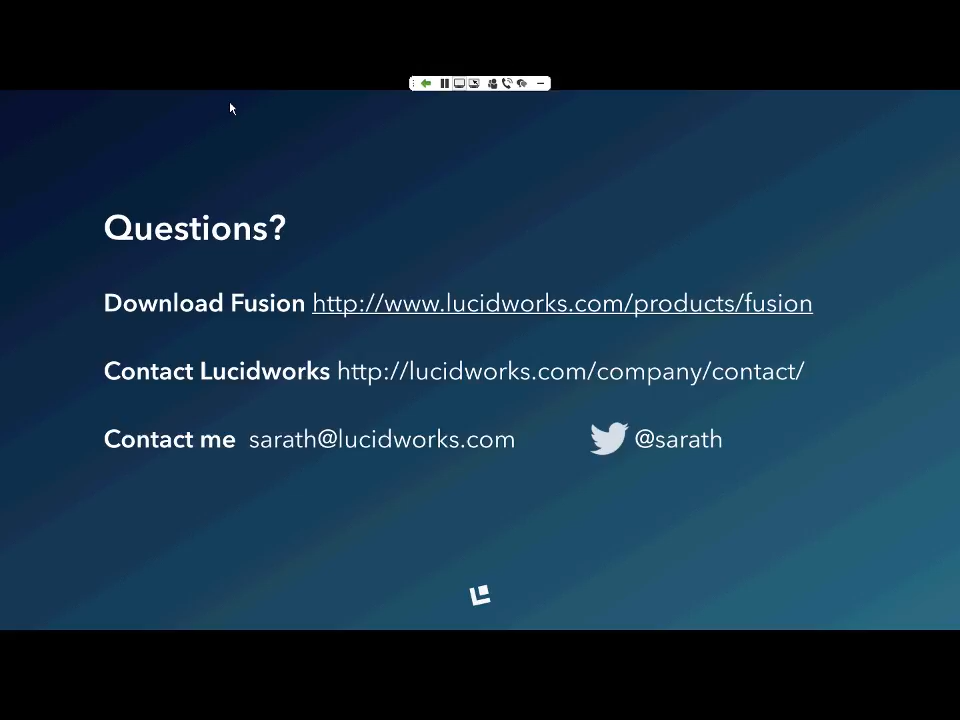 Questions?
Download Fusion http://www.lucidworks.com/products/fusion
Contact Lucidworks http://lucidworks.com/company/contact/
Contact me sarath@lucidworks.com @sarath